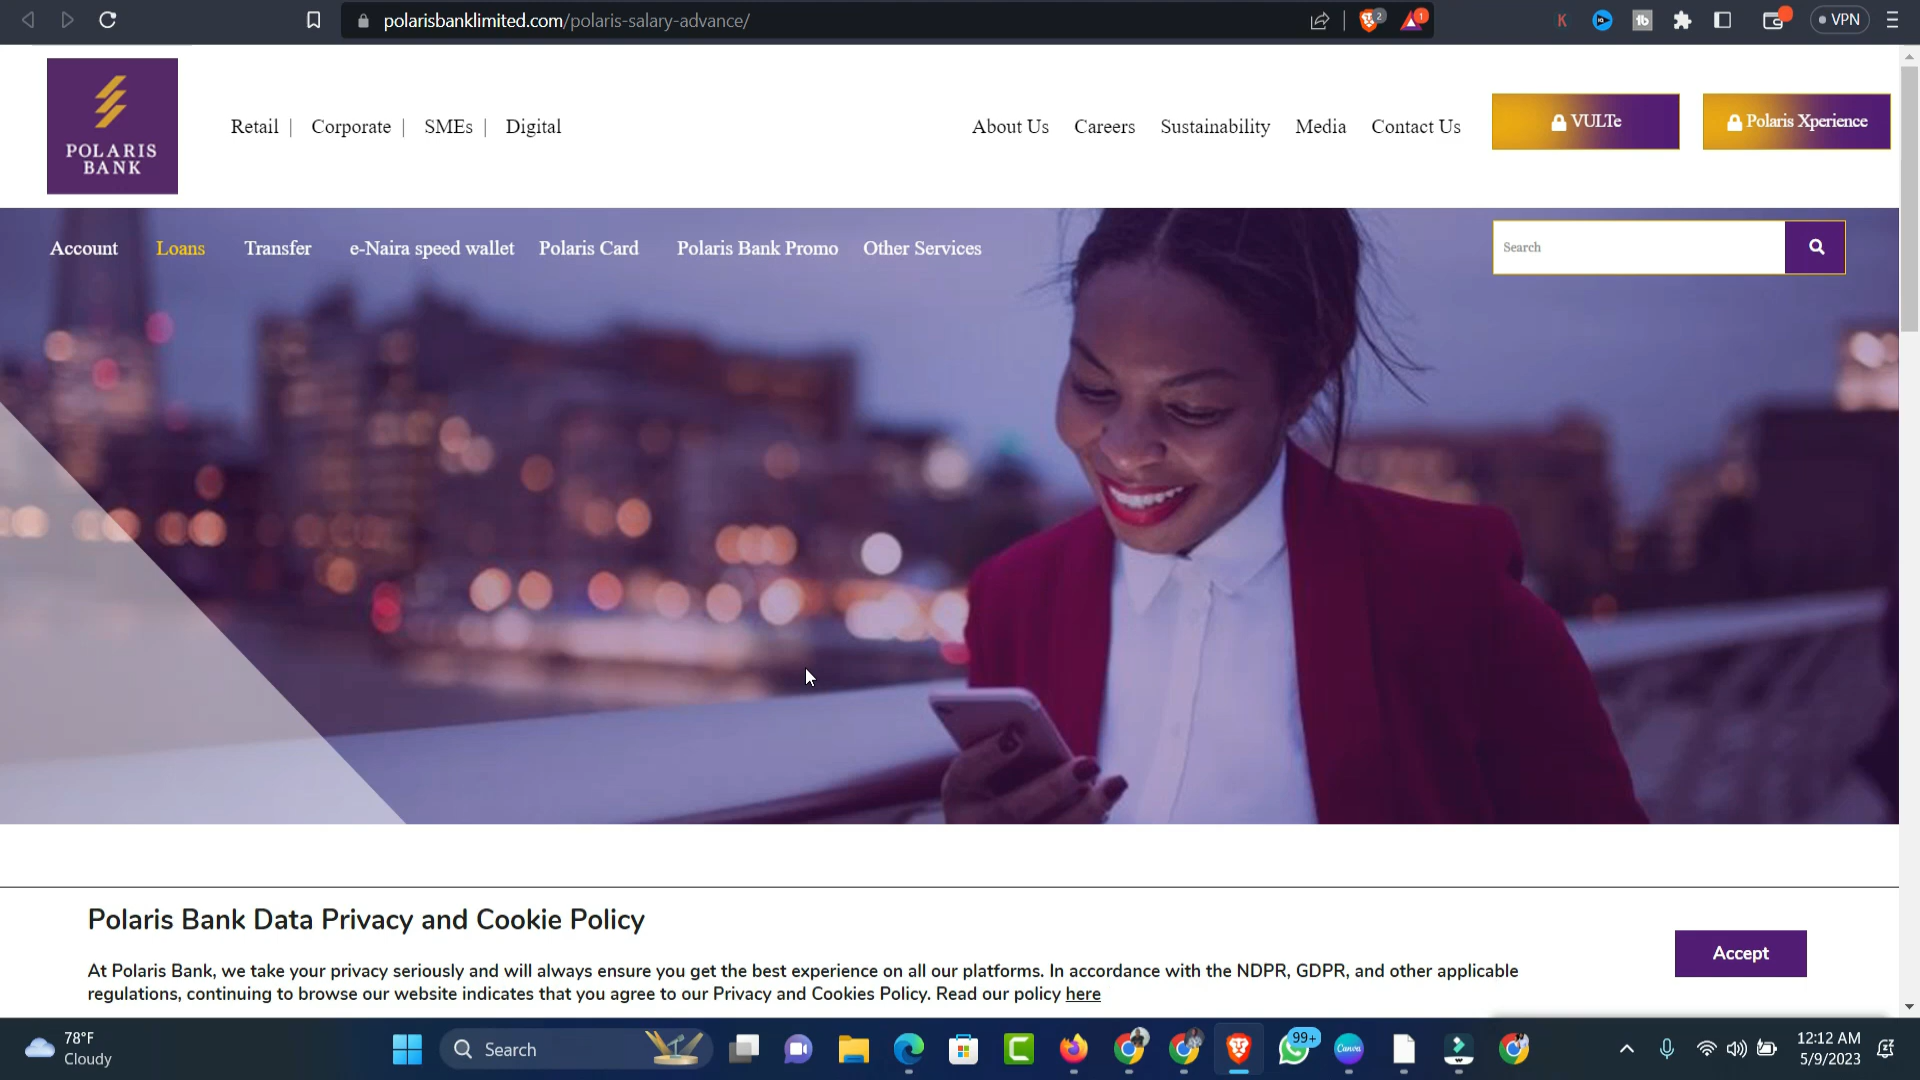 polarisbanklimited.com/polaris-salary-advance/
2
1
K
tb
VPN
POLARIS
BANK
Retail | Corporate | SMEs | Digital
About Us Careers Sustainability Media Contact Us
VULTe
Polaris Xperience
Account Loans Transfer e-Naira speed wallet Polaris Card Polaris Bank Promo Other Services
Search
Polaris Bank Data Privacy and Cookie Policy
At Polaris Bank, we take your privacy seriously and will always ensure you get the best experience on all our platforms. In accordance with the NDPR, GDPR, and other applicable
regulations, continuing to browse our website indicates that you agree to our Privacy and Cookies Policy. Read our policy here
Accept
78°F
Cloudy
Search
99+
Canva
12:12 AM
5/9/2023